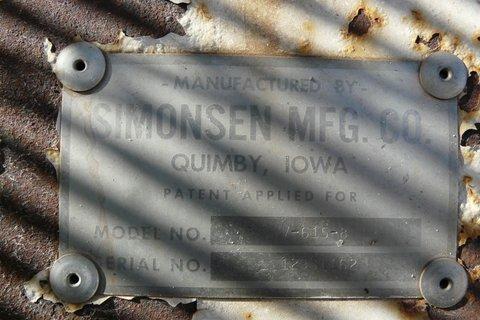 - MANUFACTURED BY -
SIMONSEN MFG. CO.
QUIMBY, IOWA
PATENT APPLIED FOR
MODEL NO.
SERIAL NO.